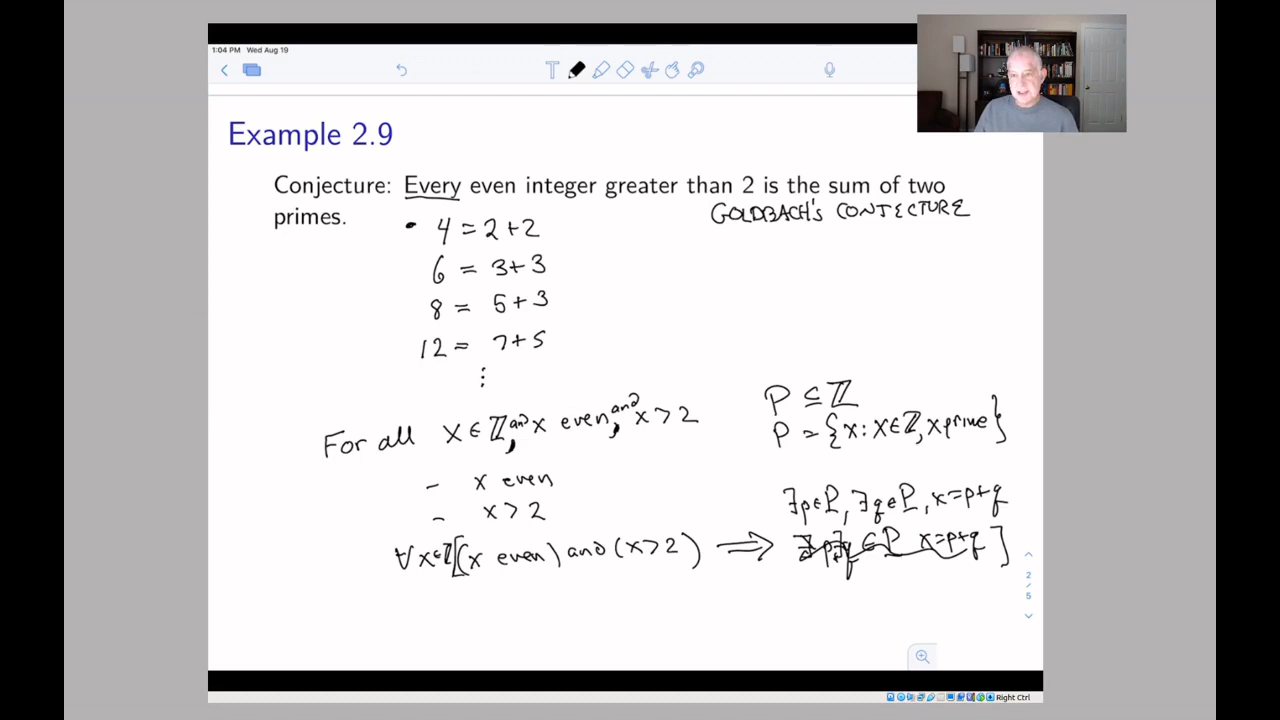 1:04 PM Wed Aug 19
Example 2.9
Conjecture: Every even integer greater than 2 is the sum of two
primes.
GOLDBACH'S CONJECTURE
4 = 2+2
6 = 3+3
8 = 5+3
12 = 7+5
⋮
For all x ∈ ℤ, and x even, and x > 2
- x even
- x > 2
P ⊆ ℤ
P = {x : x ∈ ℤ, x prime}
∃p∈P, ∃q∈P, x=p+q
∀x∈ℤ[(x even) and (x>2) ⟹ ∃p∃q ∈ P x=p+q ]
2
/
5
Right Ctrl